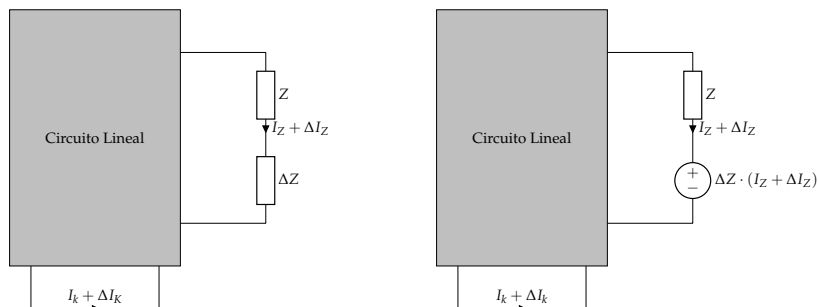 Circuito Lineal
Z
I_Z + ΔI_Z
ΔZ
I_k + ΔI_K
Circuito Lineal
Z
I_Z + ΔI_Z
+
−
ΔZ · (I_Z + ΔI_Z)
I_k + ΔI_k